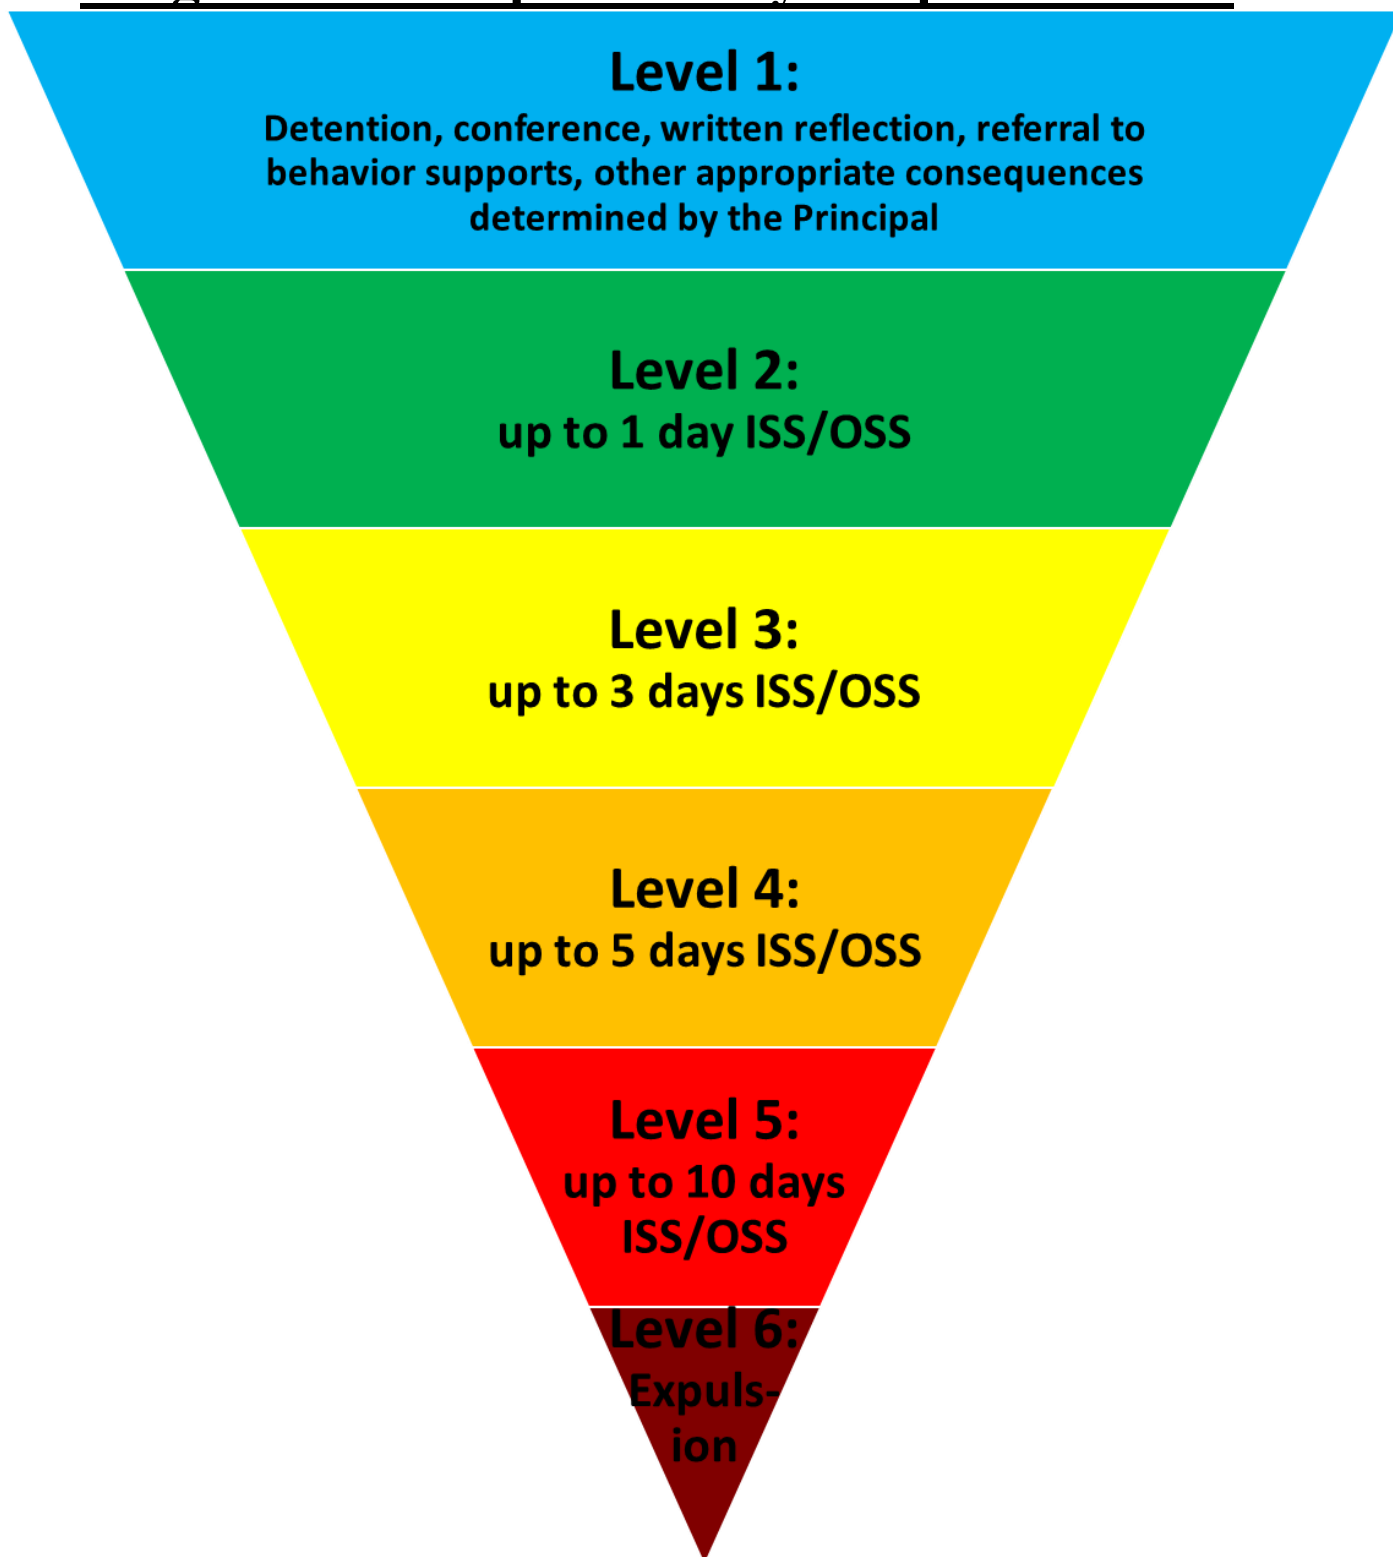 Level 1:
Detention, conference, written reflection, referral to
behavior supports, other appropriate consequences
determined by the Principal
Level 2:
up to 1 day ISS/OSS
Level 3:
up to 3 days ISS/OSS
Level 4:
up to 5 days ISS/OSS
Level 5:
up to 10 days
ISS/OSS
Level 6:
Expuls-
ion